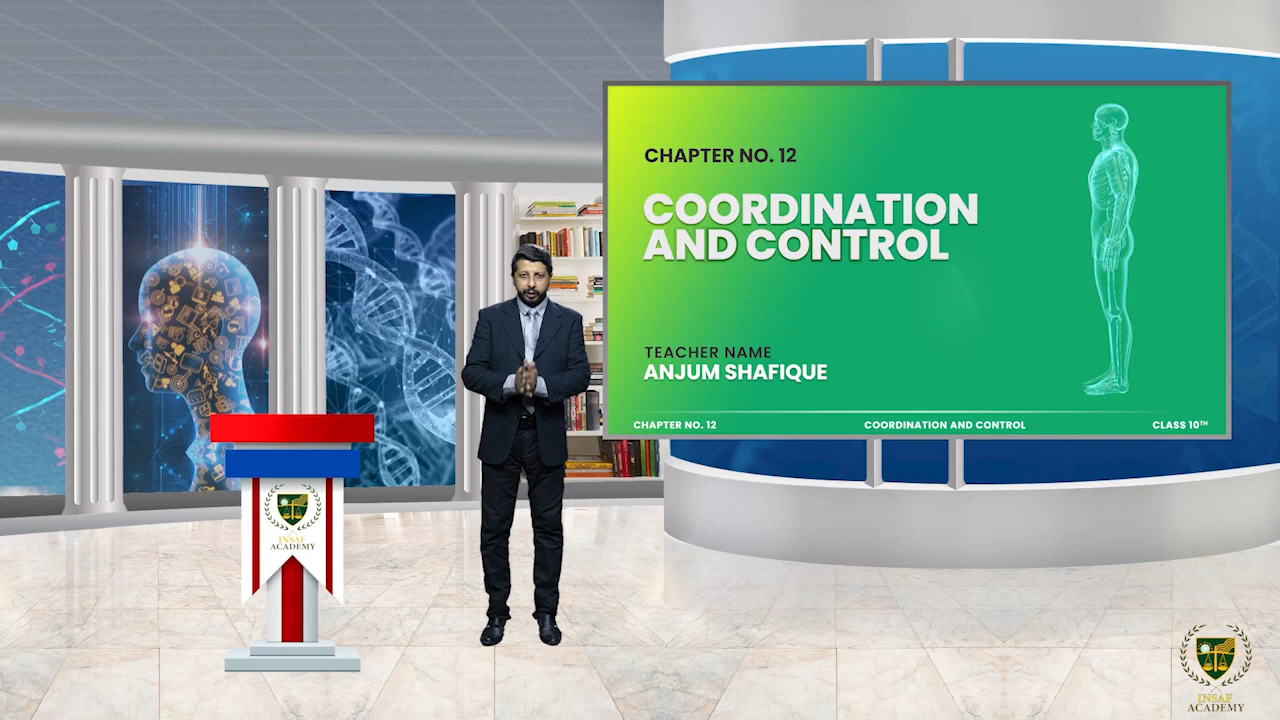 CHAPTER NO. 12
COORDINATION
AND CONTROL
TEACHER NAME
ANJUM SHAFIQUE
CHAPTER NO. 12
COORDINATION AND CONTROL
CLASS 10TH
INSAF
ACADEMY
INSAF
ACADEMY